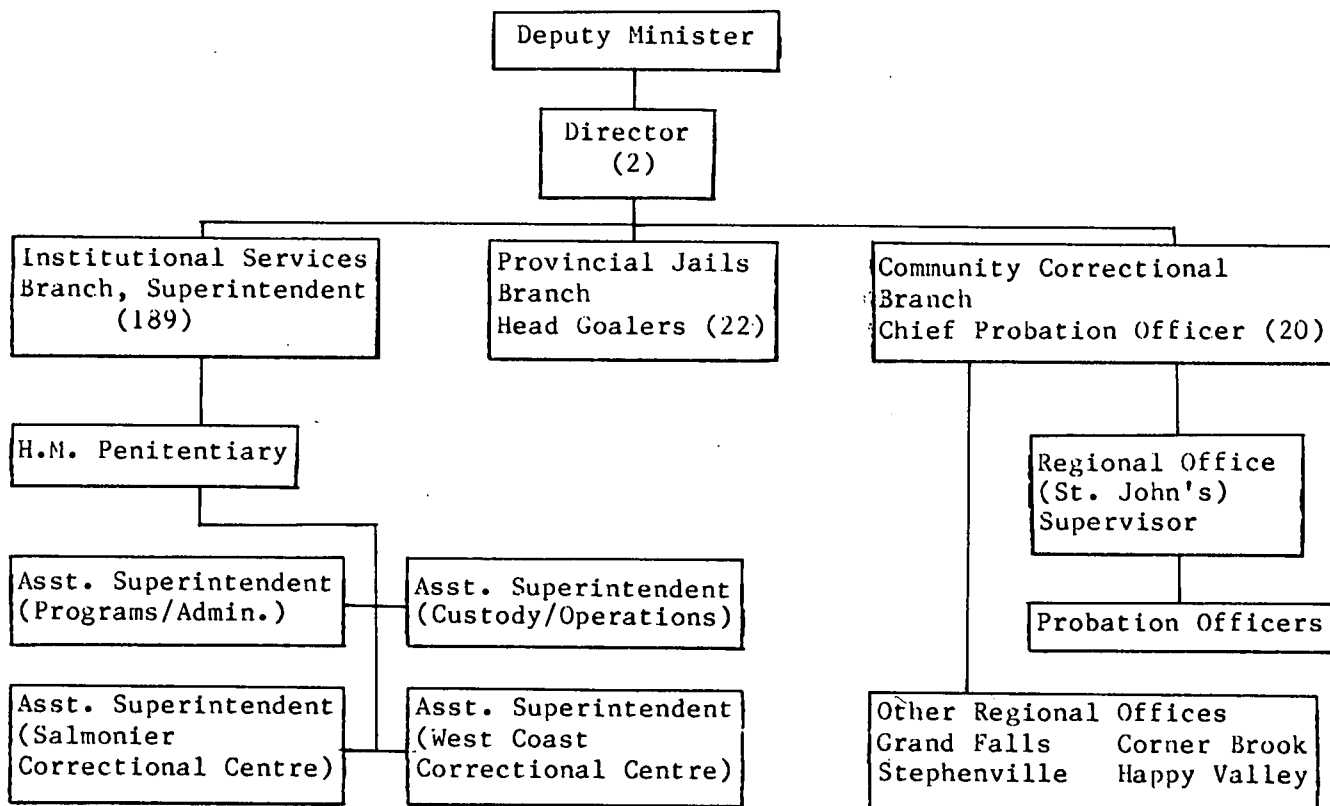 Deputy Minister
Director
(2)
Institutional Services
Branch, Superintendent
(189)
Provincial Jails
Branch
Head Goalers (22)
Community Correctional
Branch
Chief Probation Officer (20)
H.M. Penitentiary
Regional Office
(St. John's)
Supervisor
Asst. Superintendent
(Programs/Admin.)
Asst. Superintendent
(Custody/Operations)
Probation Officers
Asst. Superintendent
(Salmonier
Correctional Centre)
Asst. Superintendent
(West Coast
Correctional Centre)
Other Regional Offices
Grand Falls Corner Brook
Stephenville Happy Valley